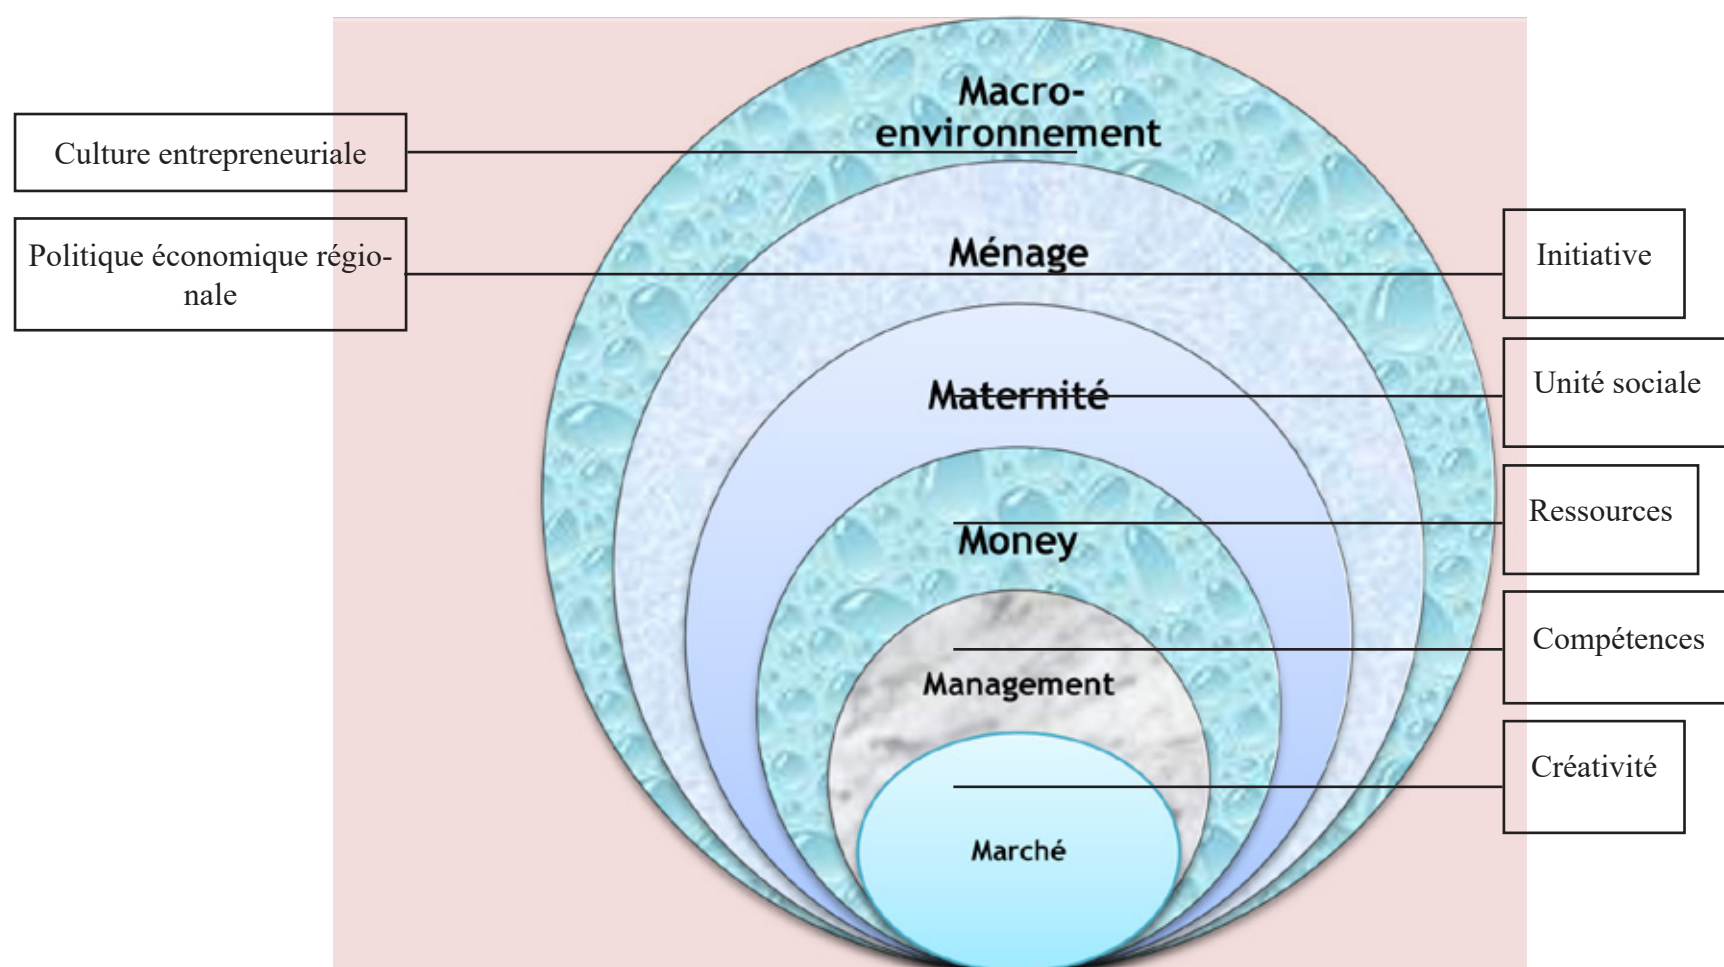 Macro-
environnement
Culture entrepreneuriale
Politique économique régio-
nale
Ménage
Initiative
Maternité
Unité sociale
Money
Ressources
Management
Compétences
Marché
Créativité